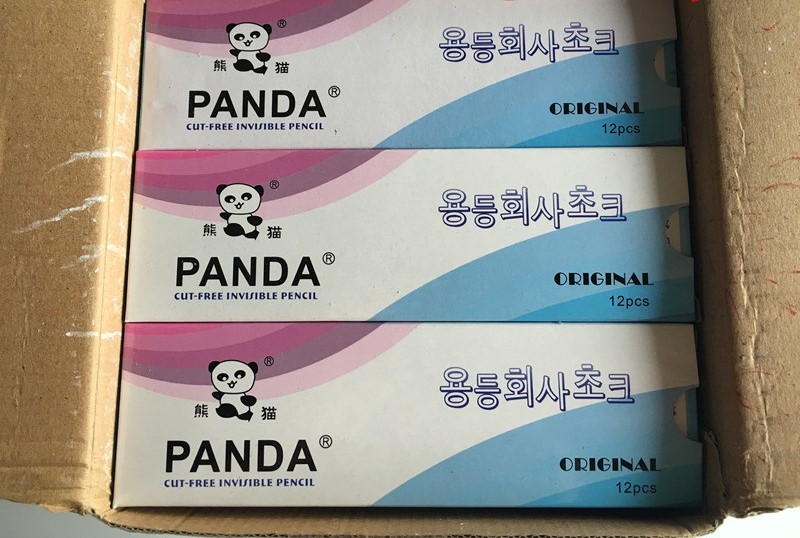 ®
용등회사초크
熊 猫
PANDA®
ORIGINAL
CUT-FREE INVISIBLE PENCIL
12pcs
®
용등회사초크
熊 猫
PANDA®
ORIGINAL
CUT-FREE INVISIBLE PENCIL
12pcs
®
용등회사초크
熊 猫
PANDA®
ORIGINAL
CUT-FREE INVISIBLE PENCIL
12pcs